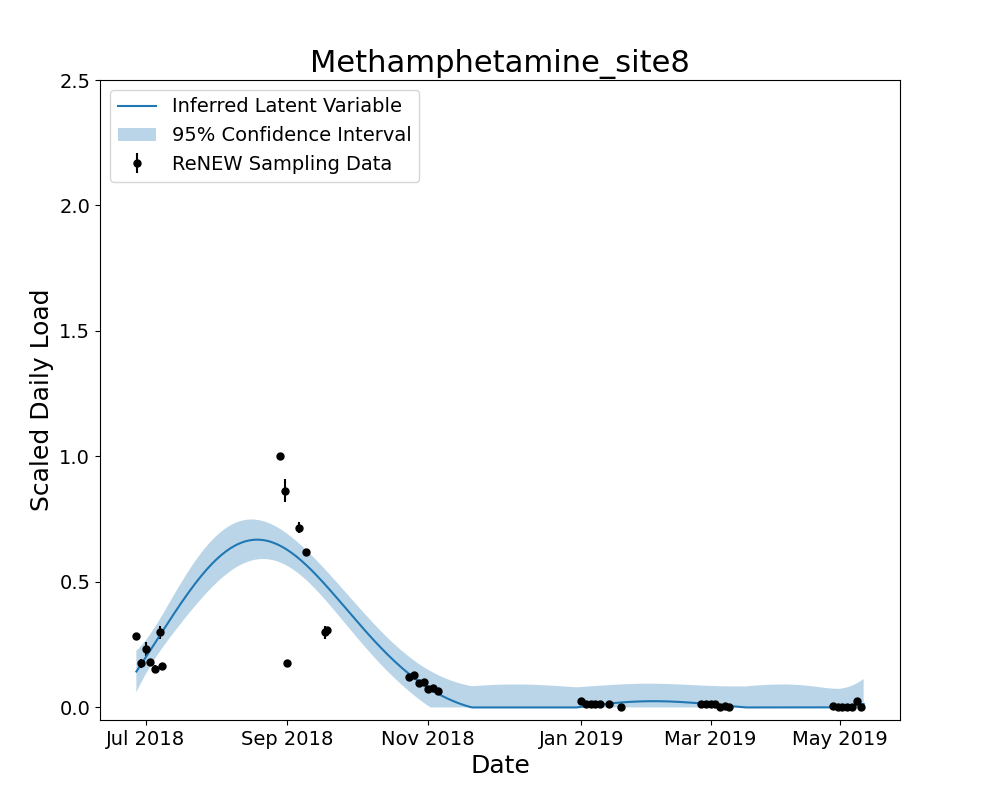 Methamphetamine_site8
Inferred Latent Variable
95% Confidence Interval
ReNEW Sampling Data
Scaled Daily Load
2.5
2.0
1.5
1.0
0.5
0.0
Jul 2018 Sep 2018 Nov 2018 Jan 2019 Mar 2019 May 2019
Date